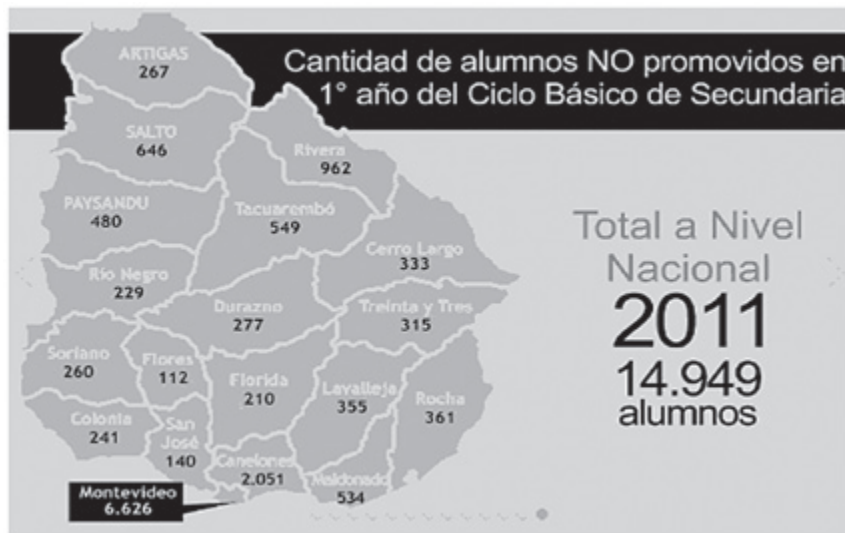 Cantidad de alumnos NO promovidos en
1° año del Ciclo Básico de Secundaria
ARTIGAS
267
SALTO
646
Rivera
962
PAYSANDU
480
Tacuarembó
549
Cerro Largo
333
Río Negro
229
Durazno
277
Treinta y Tres
315
Soriano
260
Flores
112
Florida
210
Lavalleja
355
Rocha
361
Colonia
241
San
José
140
Canelones
2.051
Maldonado
534
Montevideo
6.626
Total a Nivel
Nacional
2011
14.949
alumnos